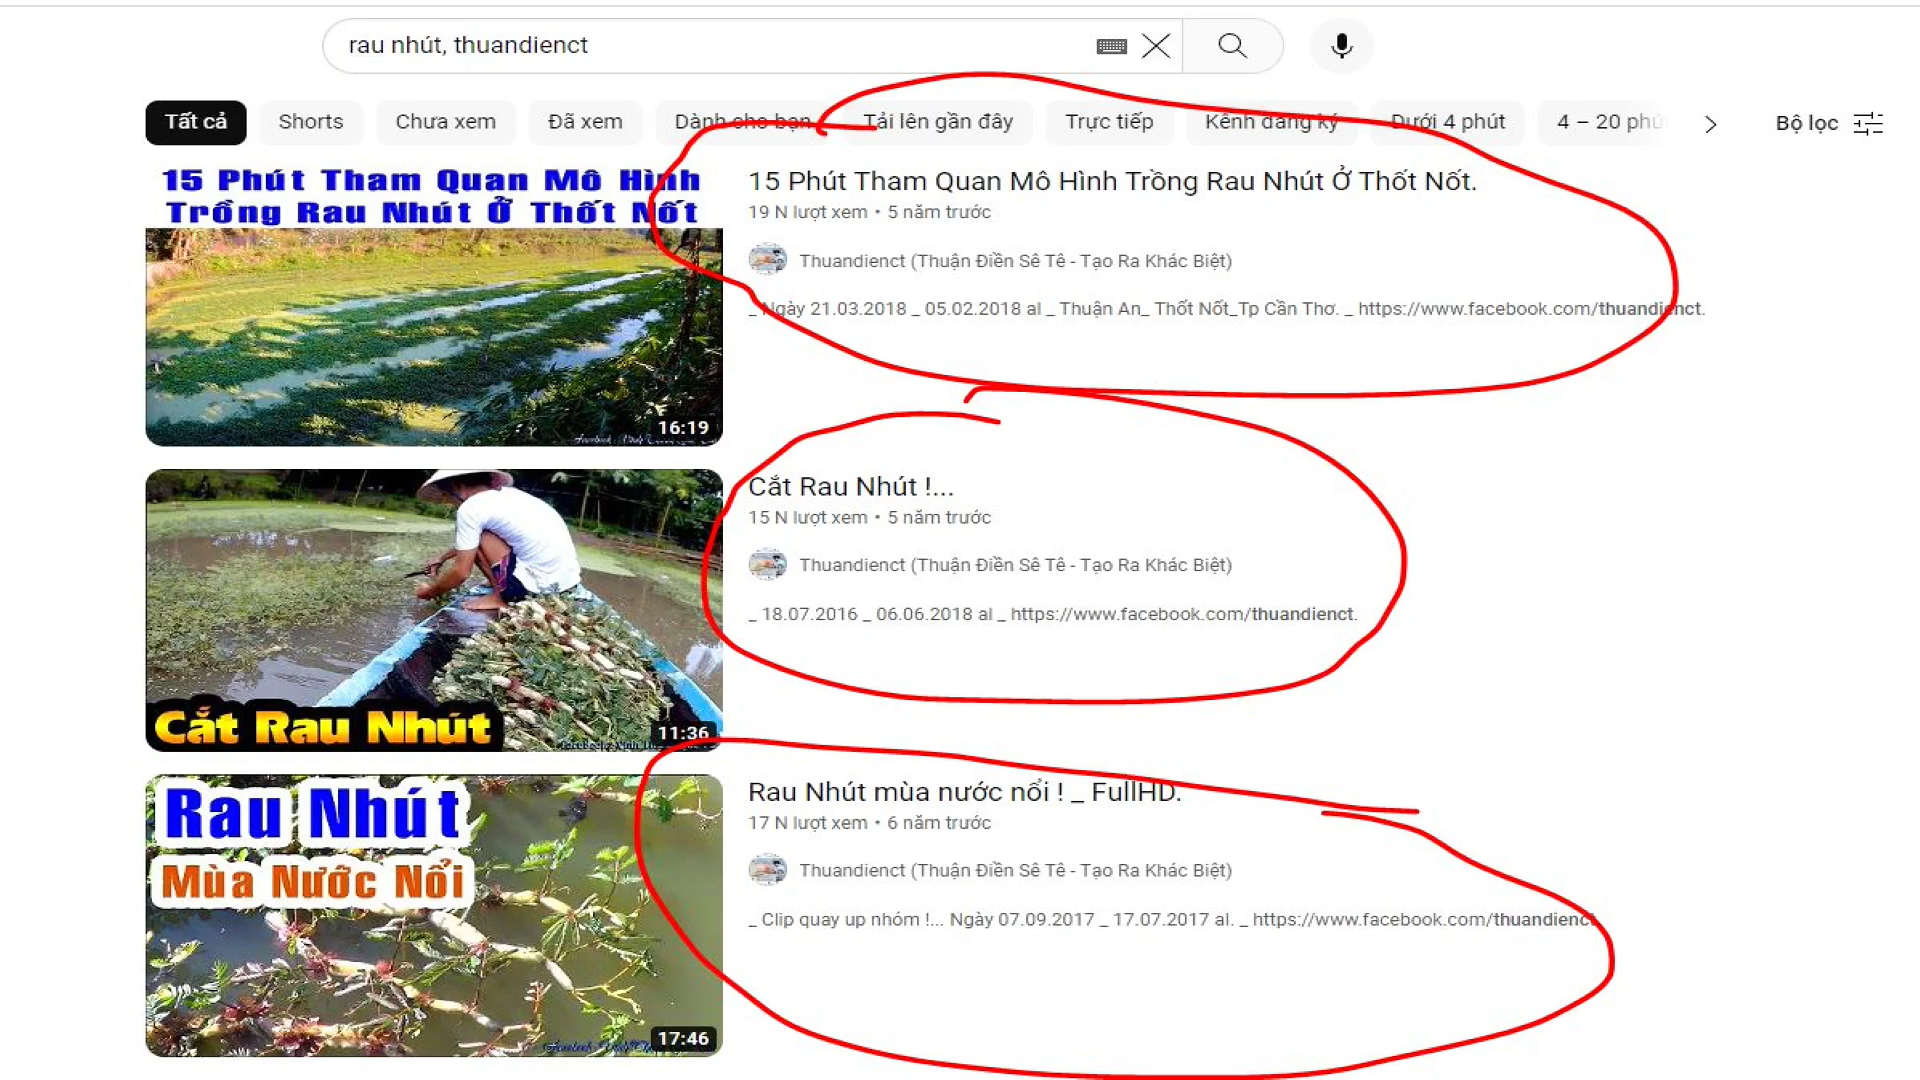 rau nhút, thuandienct
Tất cả Shorts Chưa xem Đã xem Dành cho bạn Tải lên gần đây Trực tiếp Kênh đăng ký Dưới 4 phút 4 – 20 phú Bộ lọc
15 Phút Tham Quan Mô Hình
Trồng Rau Nhút Ở Thốt Nốt
16:19
15 Phút Tham Quan Mô Hình Trồng Rau Nhút Ở Thốt Nốt.
19 N lượt xem • 5 năm trước
Thuandienct (Thuận Điền Sê Tê - Tạo Ra Khác Biệt)
_ Ngày 21.03.2018 _ 05.02.2018 al _ Thuận An_ Thốt Nốt_Tp Cần Thơ. _ https://www.facebook.com/thuandienct.
Cắt Rau Nhút
11:36
Cắt Rau Nhút !...
15 N lượt xem • 5 năm trước
Thuandienct (Thuận Điền Sê Tê - Tạo Ra Khác Biệt)
_ 18.07.2016 _ 06.06.2018 al _ https://www.facebook.com/thuandienct.
Rau Nhút
Mùa Nước Nổi
17:46
Rau Nhút mùa nước nổi ! _ FullHD.
17 N lượt xem • 6 năm trước
Thuandienct (Thuận Điền Sê Tê - Tạo Ra Khác Biệt)
_ Clip quay up nhóm !... Ngày 07.09.2017 _ 17.07.2017 al. _ https://www.facebook.com/thuandienct